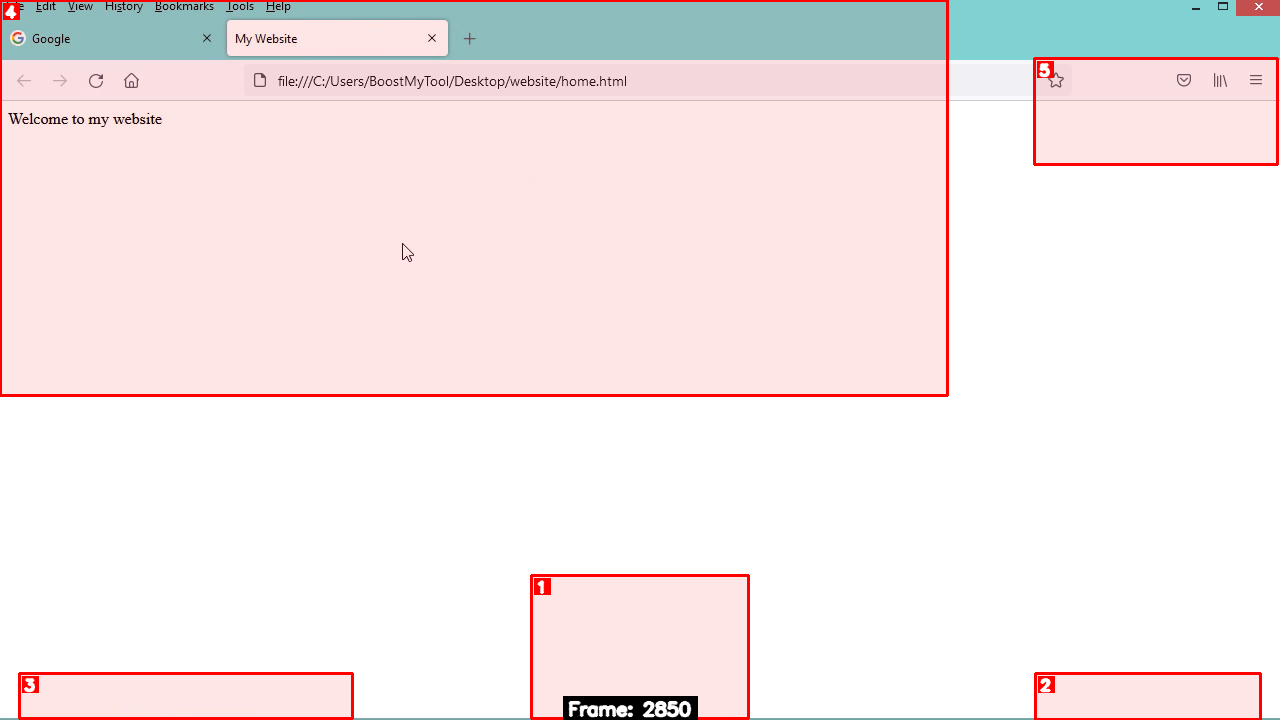 File Edit View History Bookmarks Tools Help
Google
My Website
file:///C:/Users/BoostMyTool/Desktop/website/home.html
Welcome to my website
4
5
1
3
2
Frame: 2850